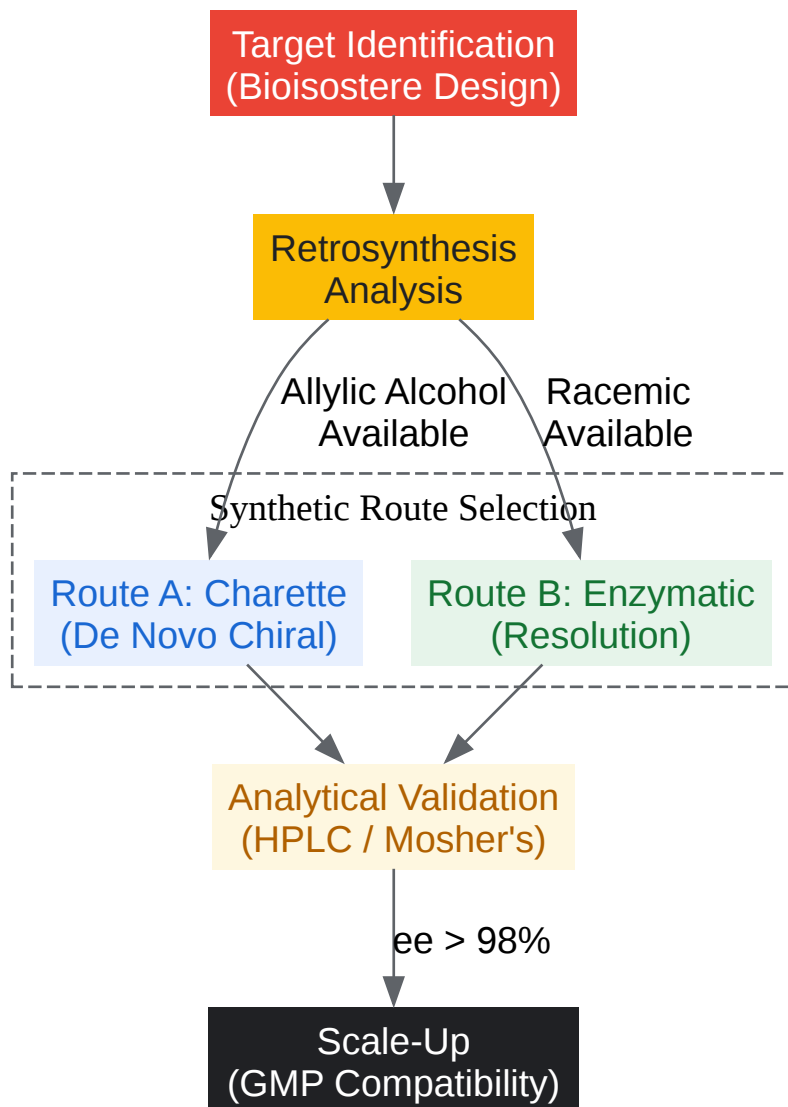 Target Identification
(Bioisostere Design)
Retrosynthesis
Analysis
Allylic Alcohol
Available
Racemic
Available
Synthetic Route Selection
Route A: Charette
(De Novo Chiral)
Route B: Enzymatic
(Resolution)
Analytical Validation
(HPLC / Mosher's)
ee > 98%
Scale-Up
(GMP Compatibility)